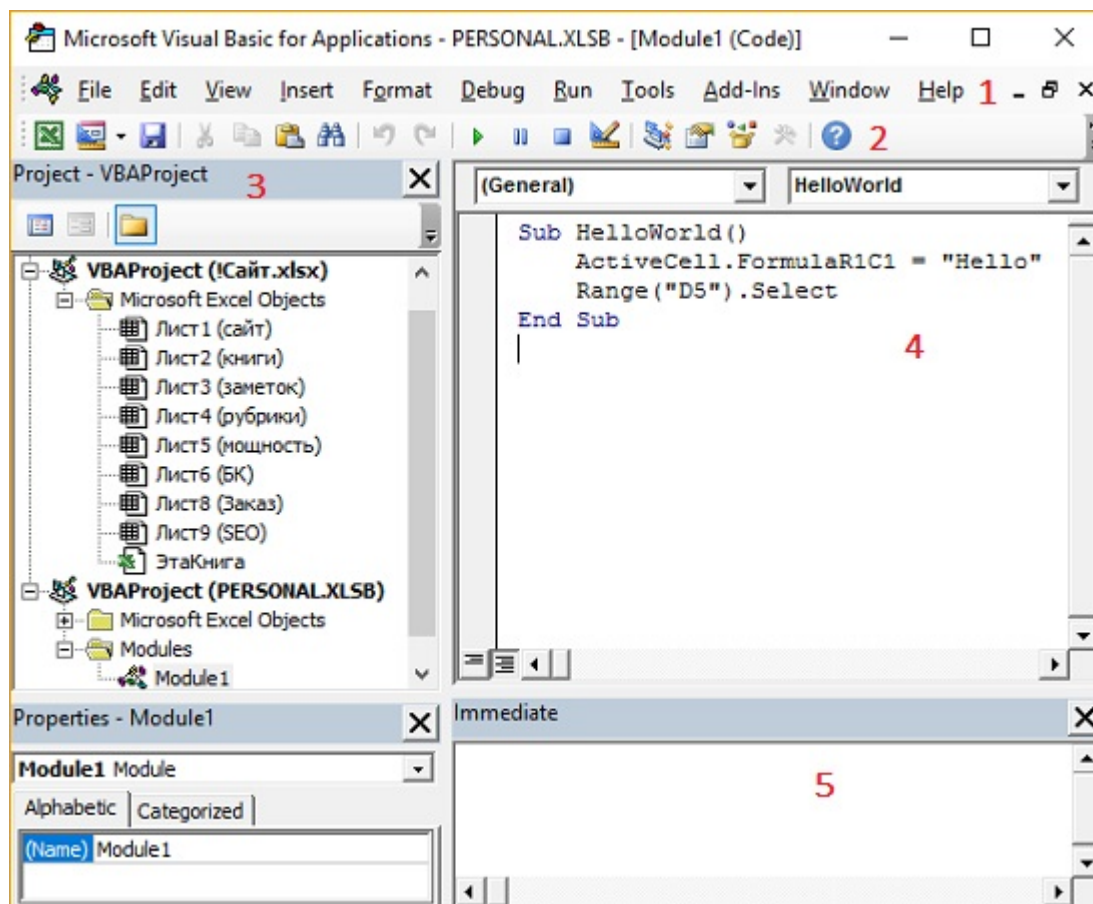 Microsoft Visual Basic for Applications - PERSONAL.XLSB - [Module1 (Code)]
File Edit View Insert Format Debug Run Tools Add-Ins Window Help 1
2
Project - VBAProject 3
(General) HelloWorld
Sub HelloWorld()
ActiveCell.FormulaR1C1 = "Hello"
Range("D5").Select
End Sub
4
VBAProject (!Сайт.xlsx)
Microsoft Excel Objects
Лист1 (сайт)
Лист2 (книги)
Лист3 (заметок)
Лист4 (рубрики)
Лист5 (мощность)
Лист6 (БК)
Лист8 (Заказ)
Лист9 (SEO)
ЭтаКнига
VBAProject (PERSONAL.XLSB)
Microsoft Excel Objects
Modules
Module1
Properties - Module1
Module1 Module
Alphabetic Categorized
(Name) Module1
Immediate
5